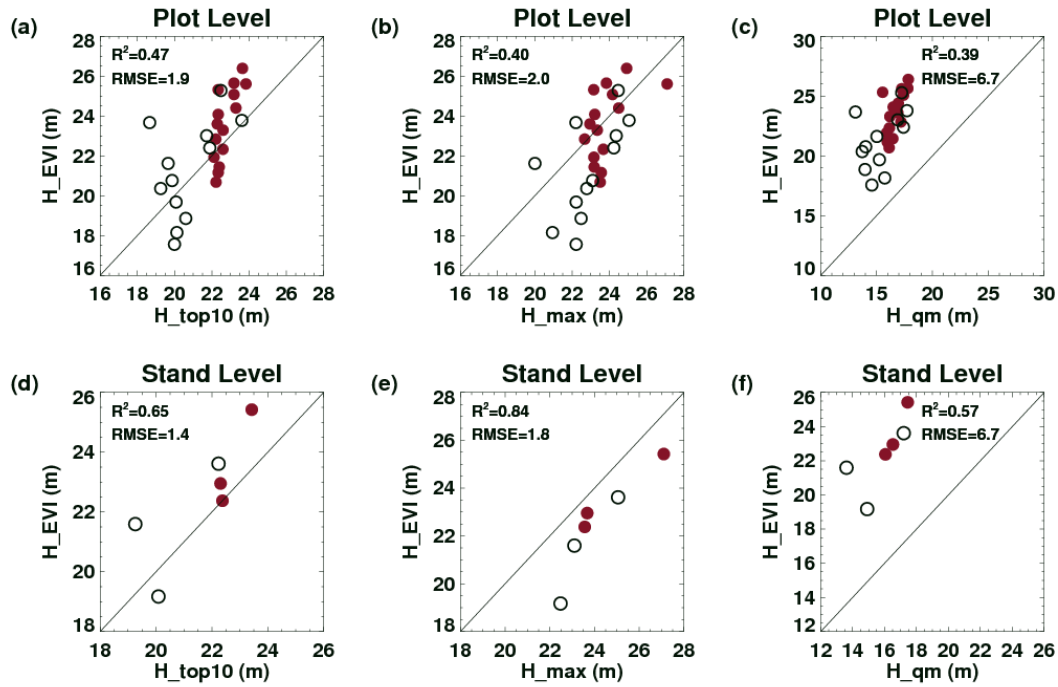 Plot Level
Plot Level
Plot Level
(a)
R²=0.47
RMSE=1.9
H_EVI (m)
28
26
24
22
20
18
16
16 18 20 22 24 26 28
H_top10 (m)
(b)
R²=0.40
RMSE=2.0
H_EVI (m)
28
26
24
22
20
18
16
16 18 20 22 24 26 28
H_max (m)
(c)
R²=0.39
RMSE=6.7
H_EVI (m)
30
25
20
15
10
10 15 20 25 30
H_qm (m)
Stand Level
Stand Level
Stand Level
(d)
R²=0.65
RMSE=1.4
H_EVI (m)
26
24
22
20
18
18 20 22 24 26
H_top10 (m)
(e)
R²=0.84
RMSE=1.8
H_EVI (m)
28
26
24
22
20
18
18 20 22 24 26 28
H_max (m)
(f)
R²=0.57
RMSE=6.7
H_EVI (m)
26
24
22
20
18
16
14
12
12 14 16 18 20 22 24 26
H_qm (m)